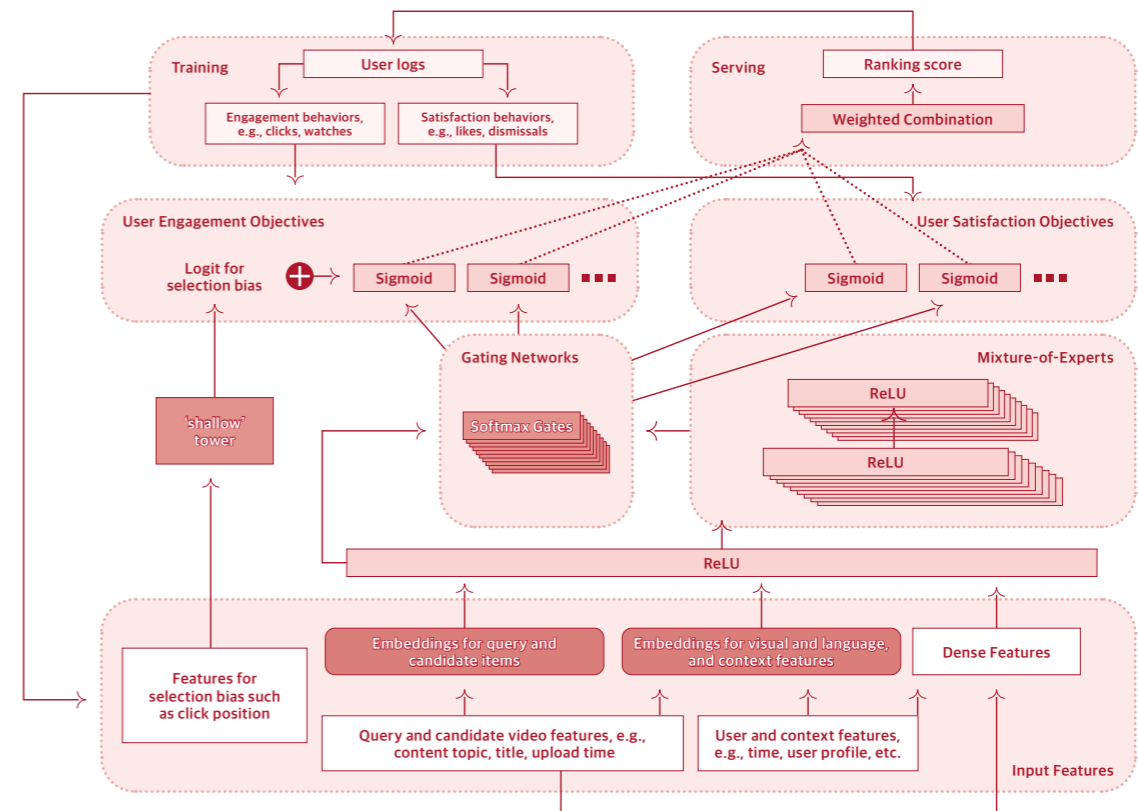 Training
User logs
Engagement behaviors,
e.g., clicks, watches
Satisfaction behaviors,
e.g., likes, dismissals
Serving
Ranking score
Weighted Combination
User Engagement Objectives
Logit for
selection bias
Sigmoid
Sigmoid
User Satisfaction Objectives
Sigmoid
Sigmoid
'shallow'
tower
Gating Networks
Softmax Gates
Mixture-of-Experts
ReLU
ReLU
ReLU
Features for
selection bias such
as click position
Embeddings for query and
candidate items
Embeddings for visual and language,
and context features
Dense Features
Query and candidate video features, e.g.,
content topic, title, upload time
User and context features,
e.g., time, user profile, etc.
Input Features